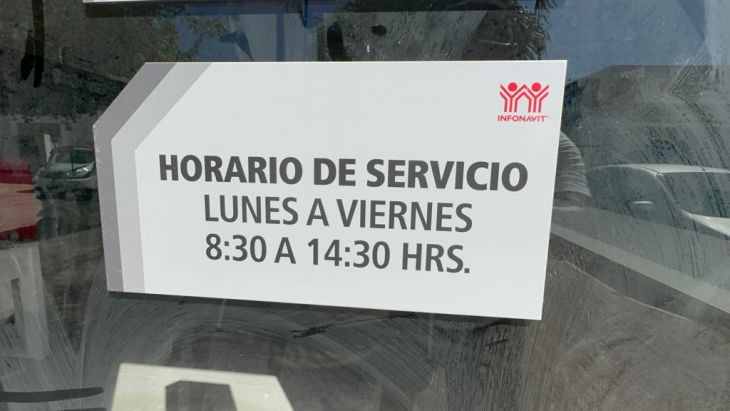 INFONAVIT
HORARIO DE SERVICIO
LUNES A VIERNES
8:30 A 14:30 HRS.